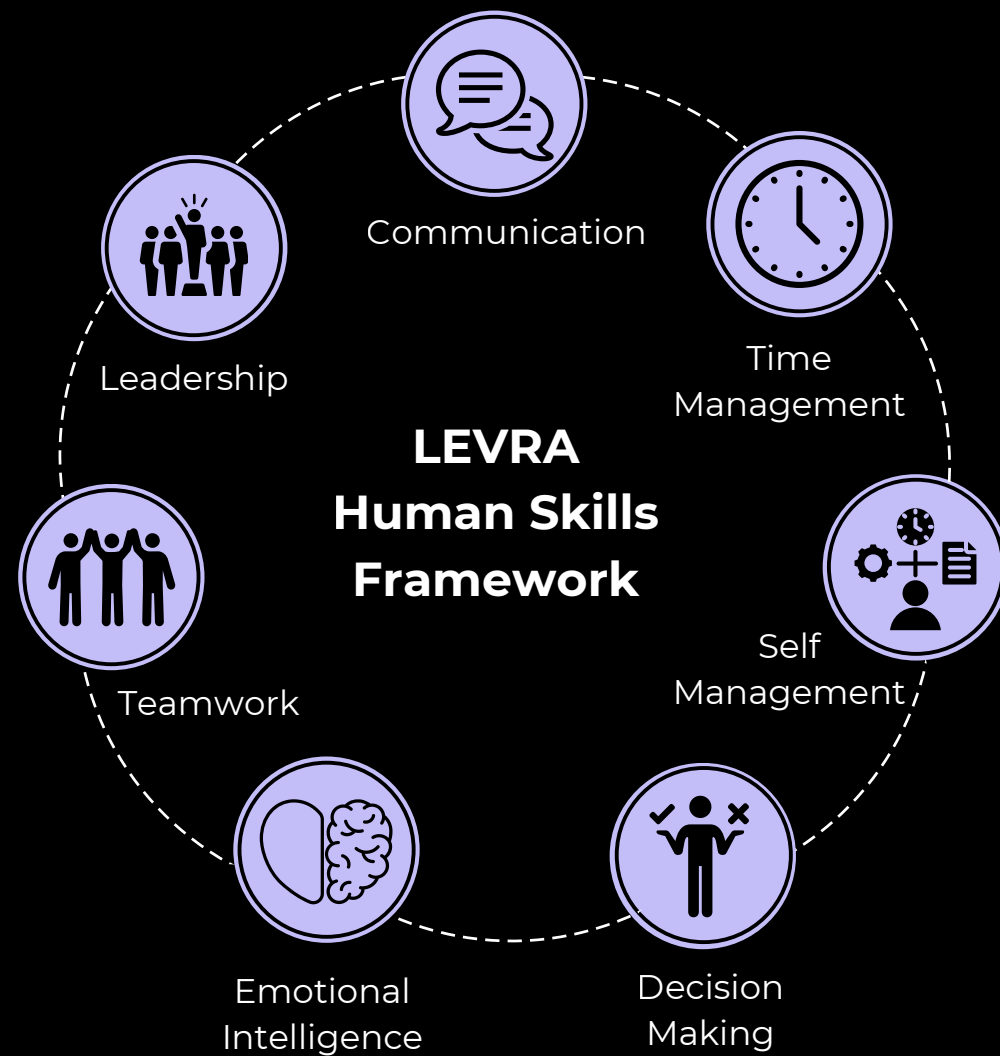 Communication
Time
Management
Leadership
LEVRA
Human Skills
Framework
Self
Management
Teamwork
Emotional
Intelligence
Decision
Making